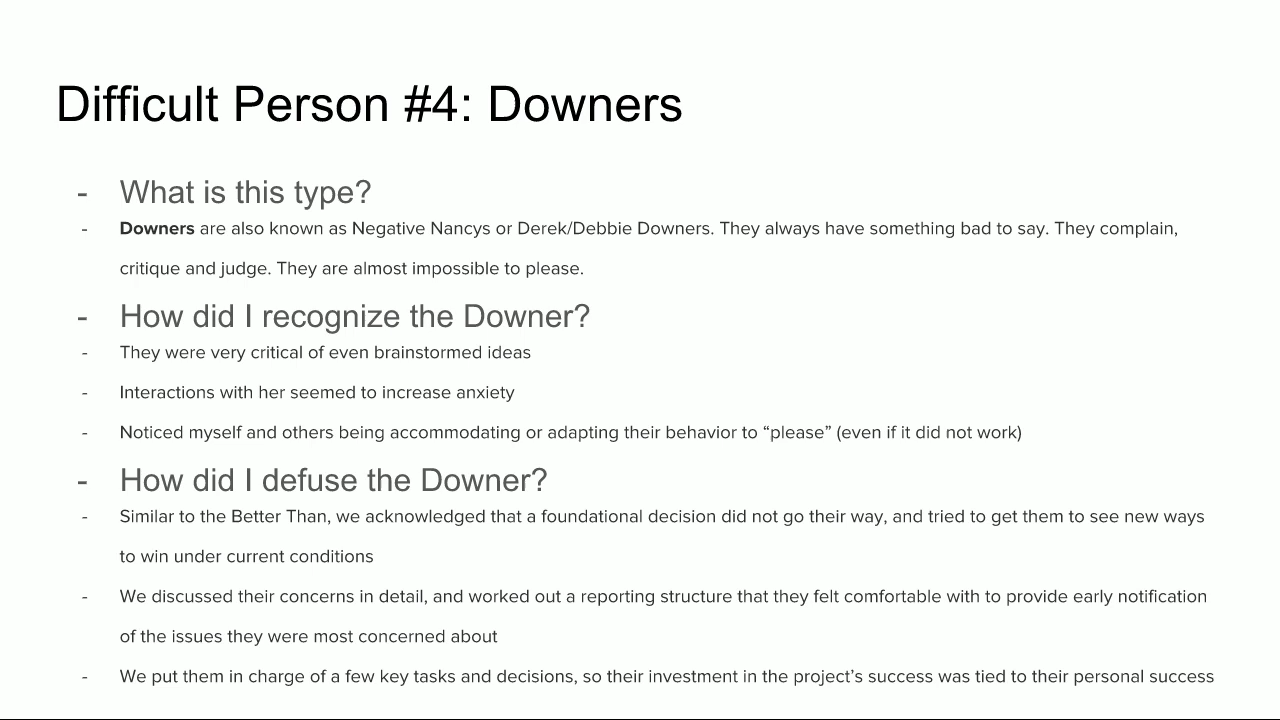 Difficult Person #4: Downers
- What is this type?
- Downers are also known as Negative Nancys or Derek/Debbie Downers. They always have something bad to say. They complain,
critique and judge. They are almost impossible to please.
- How did I recognize the Downer?
- They were very critical of even brainstormed ideas
- Interactions with her seemed to increase anxiety
- Noticed myself and others being accommodating or adapting their behavior to “please” (even if it did not work)
- How did I defuse the Downer?
- Similar to the Better Than, we acknowledged that a foundational decision did not go their way, and tried to get them to see new ways
to win under current conditions
- We discussed their concerns in detail, and worked out a reporting structure that they felt comfortable with to provide early notification
of the issues they were most concerned about
- We put them in charge of a few key tasks and decisions, so their investment in the project’s success was tied to their personal success